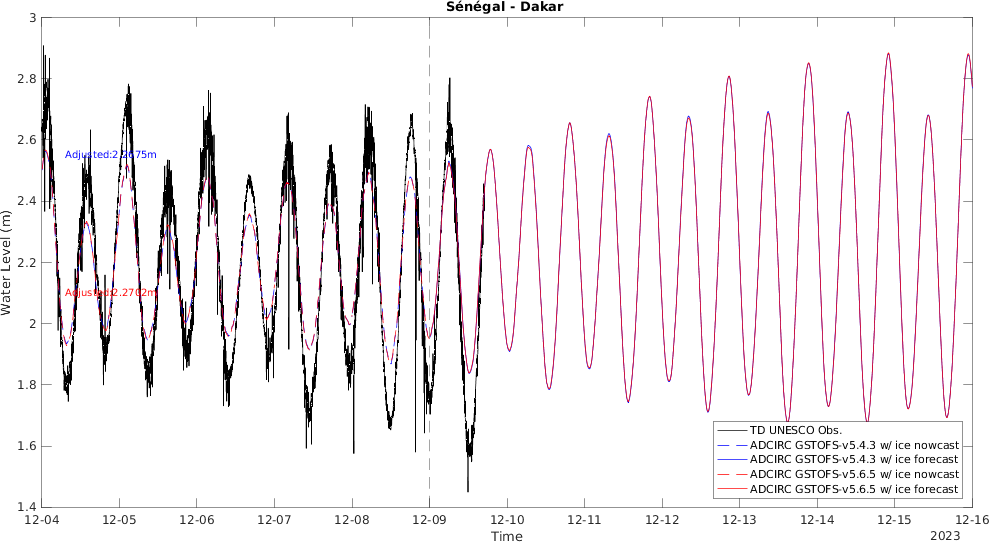 Sénégal - Dakar
3
2.8
2.6
2.4
2.2
2
1.8
1.6
1.4
Water Level (m)
Adjusted:2.2675m
Adjusted:2.2702m
TD UNESCO Obs.
ADCIRC GSTOFS-v5.4.3 w/ ice nowcast
ADCIRC GSTOFS-v5.4.3 w/ ice forecast
ADCIRC GSTOFS-v5.6.5 w/ ice nowcast
ADCIRC GSTOFS-v5.6.5 w/ ice forecast
12-04 12-05 12-06 12-07 12-08 12-09 12-10 12-11 12-12 12-13 12-14 12-15 12-16
Time
2023